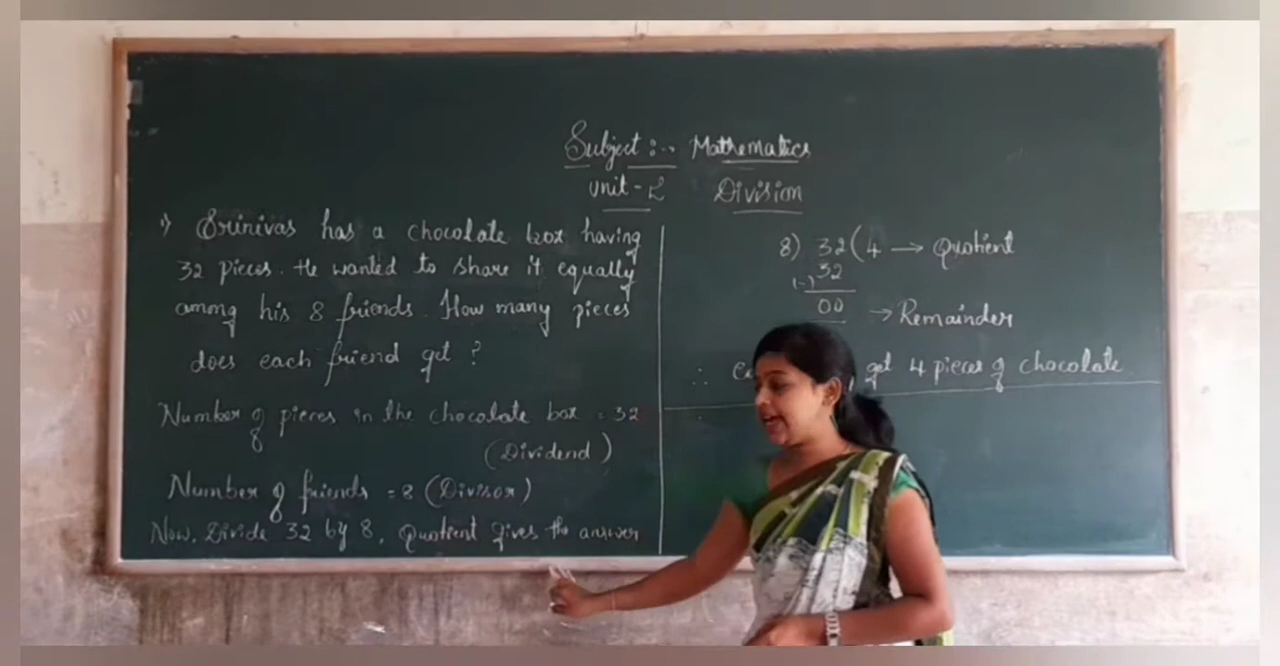 Subject :- Mathematics
Unit - 2 Division
1) Srinivas has a chocolate box having
32 pieces. He wanted to share it equally
among his 8 friends. How many pieces
does each friend get ?
Number of pieces in the chocolate box = 32
(Dividend)
Number of friends = 8 (Divisor)
Now, Divide 32 by 8, Quotient gives the answer
8) 32 ( 4 → Quotient
(-) 32
00 → Remainder
∴ get 4 pieces of chocolate.